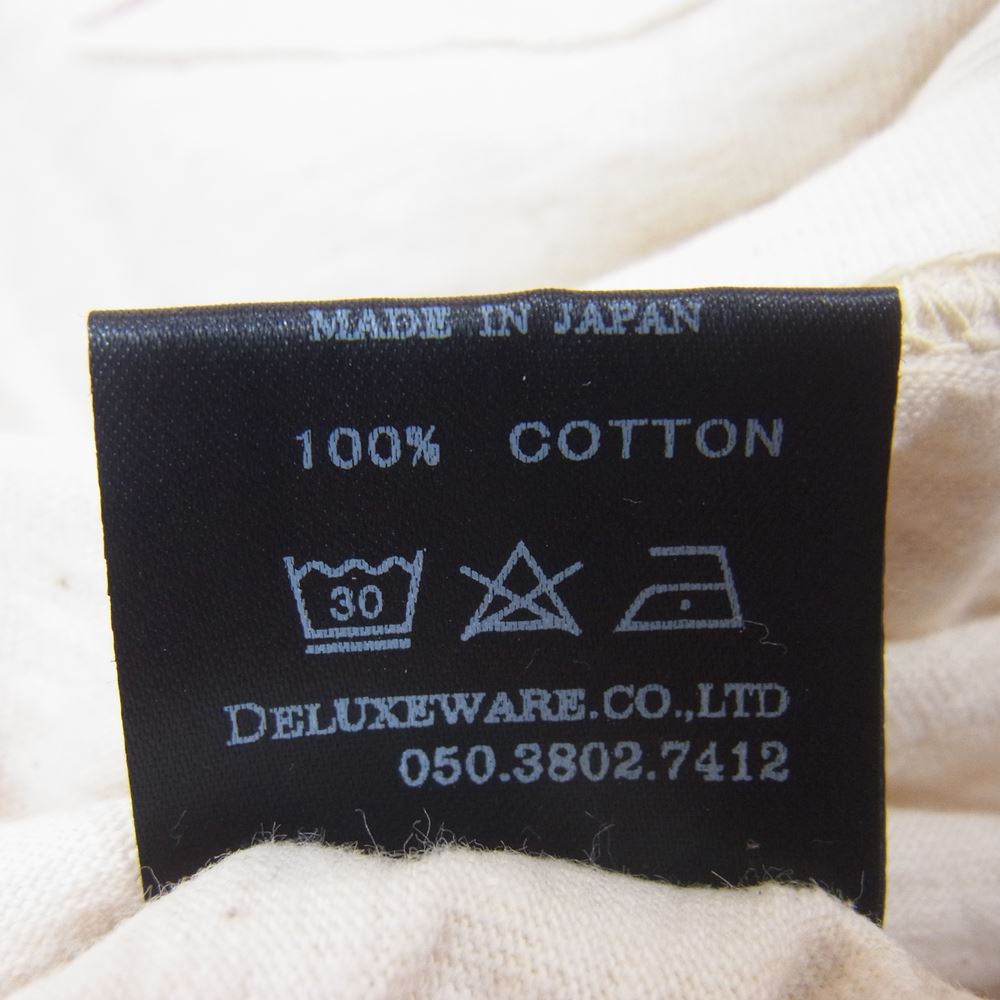 MADE IN JAPAN
100% COTTON
30
DELUXEWARE.CO.,LTD
050.3802.7412